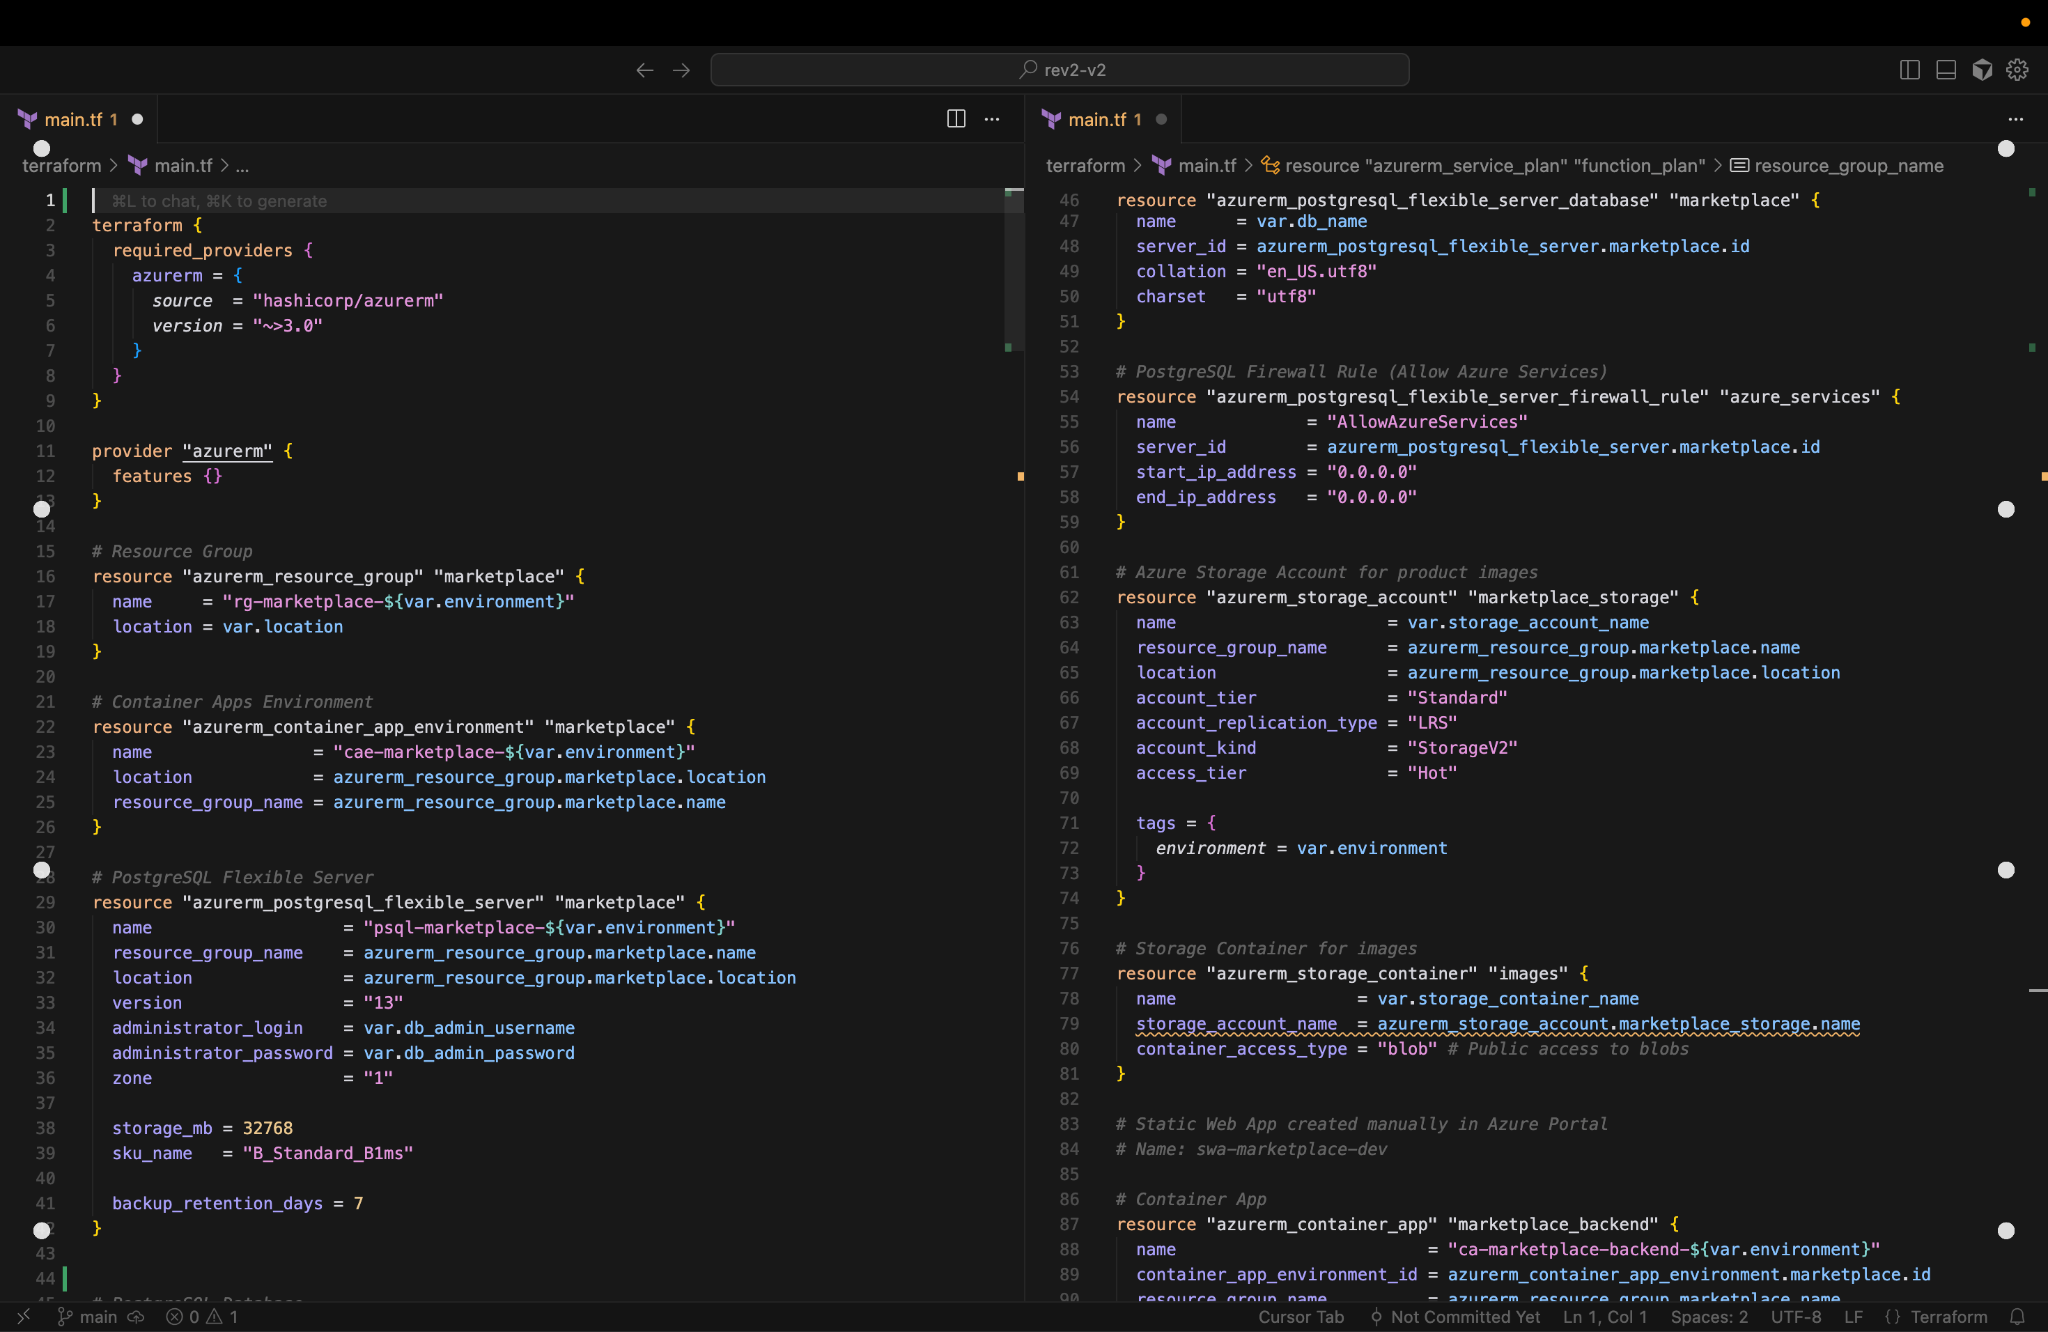 rev2-v2
main.tf 1
terraform > main.tf > ...
1 ⌘L to chat, ⌘K to generate
2 terraform {
3 required_providers {
4 azurerm = {
5 source = "hashicorp/azurerm"
6 version = "~>3.0"
7 }
8 }
9 }
10
11 provider "azurerm" {
12 features {}
13 }
14
15 # Resource Group
16 resource "azurerm_resource_group" "marketplace" {
17 name = "rg-marketplace-${var.environment}"
18 location = var.location
19 }
20
21 # Container Apps Environment
22 resource "azurerm_container_app_environment" "marketplace" {
23 name = "cae-marketplace-${var.environment}"
24 location = azurerm_resource_group.marketplace.location
25 resource_group_name = azurerm_resource_group.marketplace.name
26 }
27
28 # PostgreSQL Flexible Server
29 resource "azurerm_postgresql_flexible_server" "marketplace" {
30 name = "psql-marketplace-${var.environment}"
31 resource_group_name = azurerm_resource_group.marketplace.name
32 location = azurerm_resource_group.marketplace.location
33 version = "13"
34 administrator_login = var.db_admin_username
35 administrator_password = var.db_admin_password
36 zone = "1"
37
38 storage_mb = 32768
39 sku_name = "B_Standard_B1ms"
40
41 backup_retention_days = 7
}
43
44
45 # PostgreSQL Database
main.tf 1
terraform > main.tf > resource "azurerm_service_plan" "function_plan" > resource_group_name
46 resource "azurerm_postgresql_flexible_server_database" "marketplace" {
47 name = var.db_name
48 server_id = azurerm_postgresql_flexible_server.marketplace.id
49 collation = "en_US.utf8"
50 charset = "utf8"
51 }
52
53 # PostgreSQL Firewall Rule (Allow Azure Services)
54 resource "azurerm_postgresql_flexible_server_firewall_rule" "azure_services" {
55 name = "AllowAzureServices"
56 server_id = azurerm_postgresql_flexible_server.marketplace.id
57 start_ip_address = "0.0.0.0"
58 end_ip_address = "0.0.0.0"
59 }
60
61 # Azure Storage Account for product images
62 resource "azurerm_storage_account" "marketplace_storage" {
63 name = var.storage_account_name
64 resource_group_name = azurerm_resource_group.marketplace.name
65 location = azurerm_resource_group.marketplace.location
66 account_tier = "Standard"
67 account_replication_type = "LRS"
68 account_kind = "StorageV2"
69 access_tier = "Hot"
70
71 tags = {
72 environment = var.environment
73 }
74 }
75
76 # Storage Container for images
77 resource "azurerm_storage_container" "images" {
78 name = var.storage_container_name
79 storage_account_name = azurerm_storage_account.marketplace_storage.name
80 container_access_type = "blob" # Public access to blobs
81 }
82
83 # Static Web App created manually in Azure Portal
84 # Name: swa-marketplace-dev
85
86 # Container App
87 resource "azurerm_container_app" "marketplace_backend" {
88 name = "ca-marketplace-backend-${var.environment}"
89 container_app_environment_id = azurerm_container_app_environment.marketplace.id
90 resource_group_name = azurerm_resource_group.marketplace.name
main 0 1 Cursor Tab Not Committed Yet Ln 1, Col 1 Spaces: 2 UTF-8 LF {} Terraform